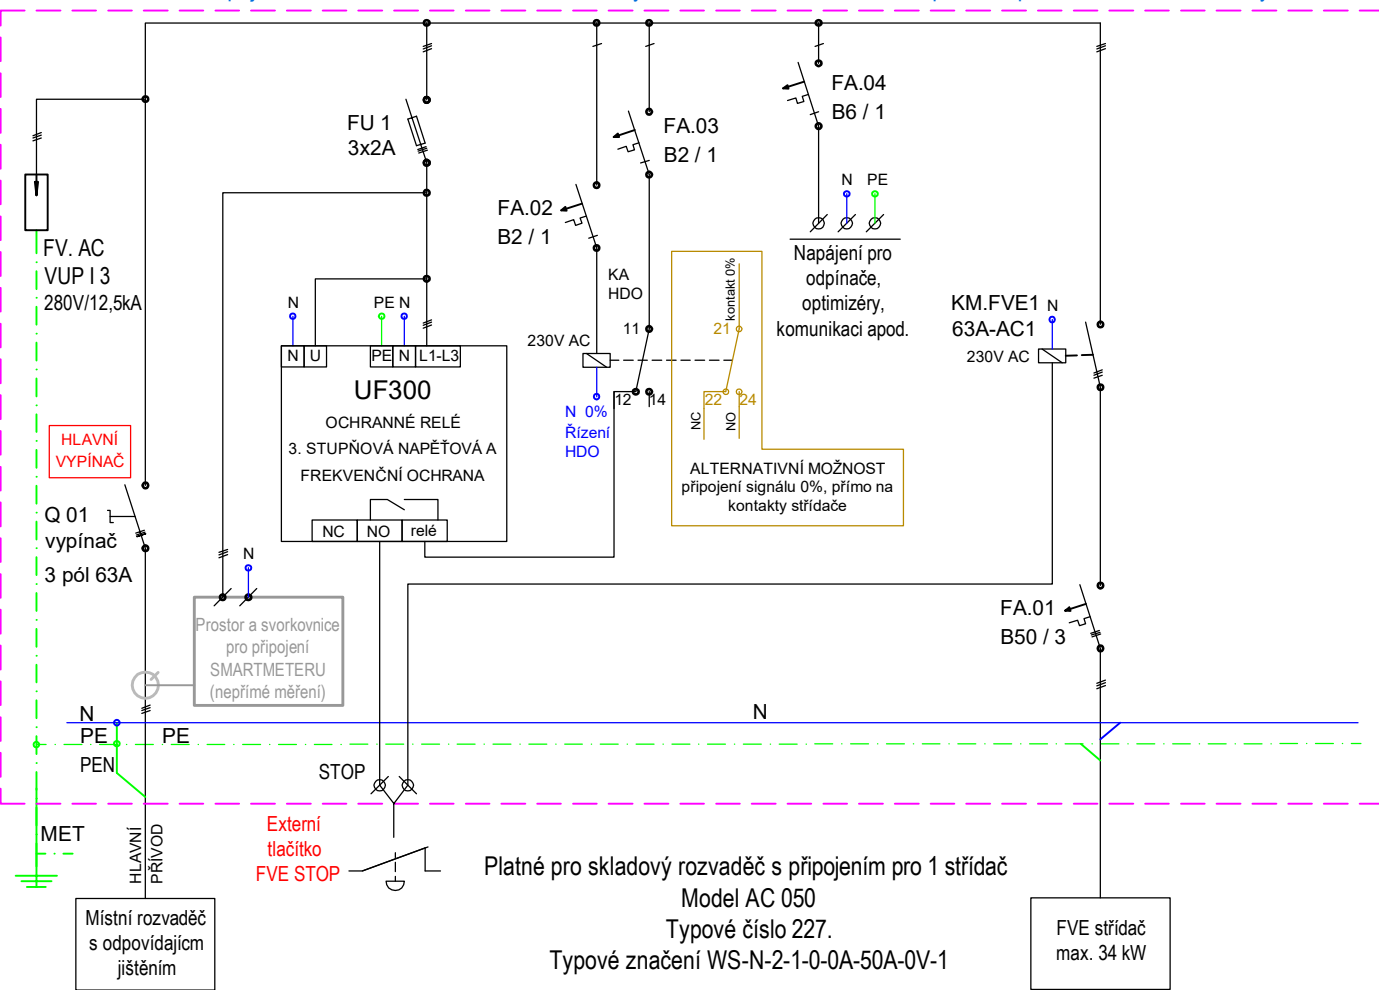 FU 1
3x2A
FA.02
B2 / 1
FA.03
B2 / 1
FA.04
B6 / 1
N
PE
Napájení pro
odpínače,
optimizéry,
komunikaci apod.
FV. AC
VUP I 3
280V/12,5kA
N
PE
N
N
U
PE
N
L1-L3
UF300
OCHRANNÉ RELÉ
3. STUPŇOVÁ NAPĚŤOVÁ A
FREKVENČNÍ OCHRANA
NC
NO
relé
KA
HDO
230V AC
11
12
14
N 0%
Řízení
HDO
kontakt 0%
21
22
24
NC
NO
ALTERNATIVNÍ MOŽNOST
připojení signálu 0%, přímo na
kontakty střídače
KM.FVE1
63A-AC1
N
230V AC
HLAVNÍ
VYPÍNAČ
Q 01
vypínač
3 pól 63A
N
Prostor a svorkovnice
pro připojení
SMARTMETERU
(nepřímé měření)
FA.01
B50 / 3
N
N
PE
PE
PEN
STOP
MET
HLAVNÍ
PŘÍVOD
Externí
tlačítko
FVE STOP
Místní rozvaděč
s odpovídajícm
jištěním
Platné pro skladový rozvaděč s připojením pro 1 střídač
Model AC 050
Typové číslo 227.
Typové značení WS-N-2-1-0-0A-50A-0V-1
FVE střídač
max. 34 kW